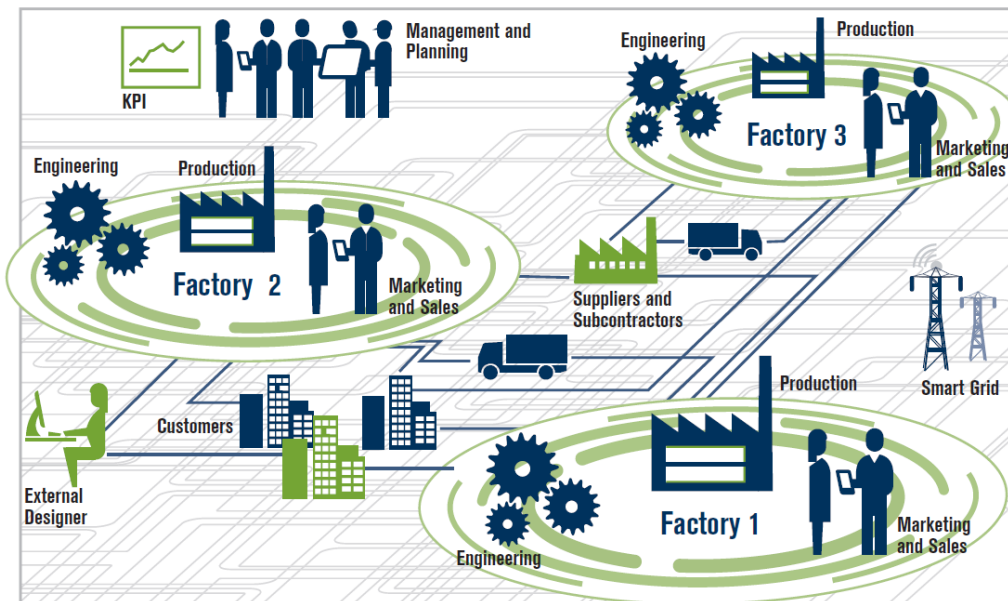 KPI
Management and
Planning
Engineering
Production
Factory 3
Marketing
and Sales
Engineering
Production
Factory 2
Marketing
and Sales
Suppliers and
Subcontractors
Smart Grid
Customers
External
Designer
Production
Factory 1
Engineering
Marketing
and Sales